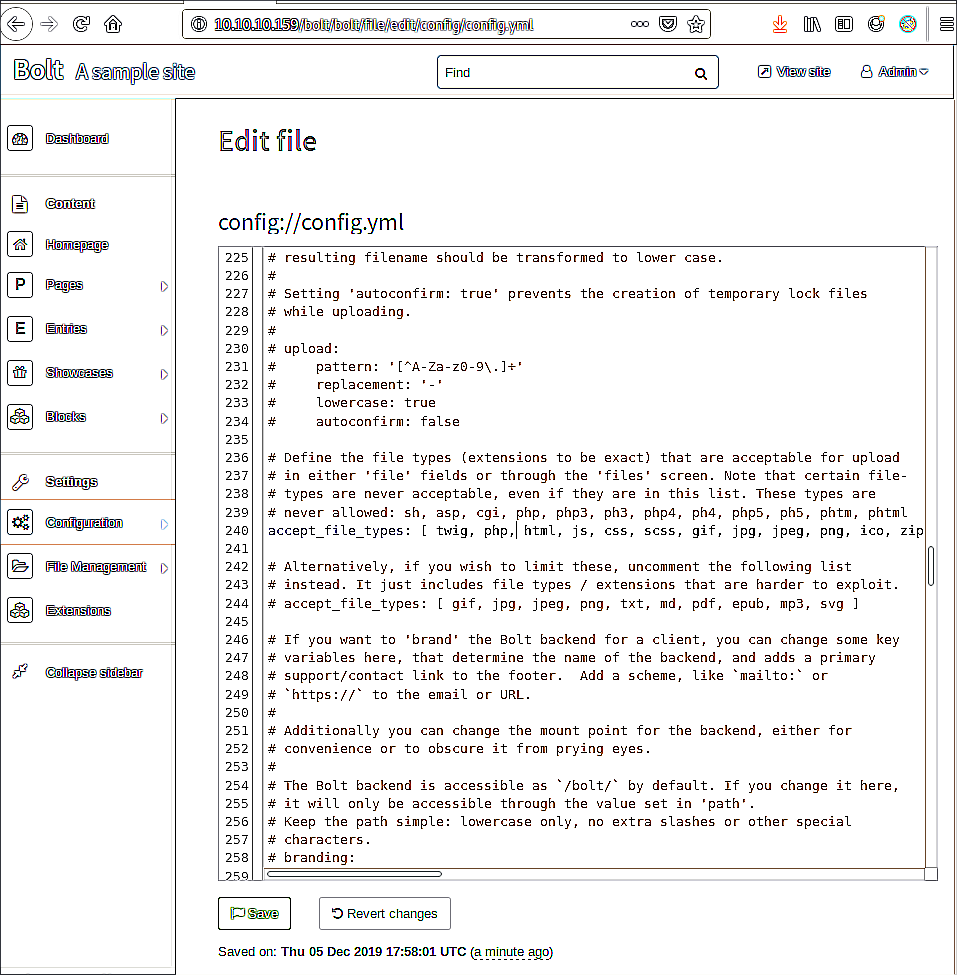 10.10.10.159/bolt/bolt/file/edit/config/config.yml
Bolt A sample site
Find
View site
Admin
Dashboard
Content
Homepage
P Pages
E Entries
Showcases
Blocks
Settings
Configuration
File Management
Extensions
Collapse sidebar
Edit file
config://config.yml
225 # resulting filename should be transformed to lower case.
226 #
227 # Setting 'autoconfirm: true' prevents the creation of temporary lock files
228 # while uploading.
229 #
230 # upload:
231 #     pattern: '[^A-Za-z0-9\.]+'
232 #     replacement: '-'
233 #     lowercase: true
234 #     autoconfirm: false
235
236 # Define the file types (extensions to be exact) that are acceptable for upload
237 # in either 'file' fields or through the 'files' screen. Note that certain file-
238 # types are never acceptable, even if they are in this list. These types are
239 # never allowed: sh, asp, cgi, php, php3, ph3, php4, ph4, php5, ph5, phtm, phtml
240 accept_file_types: [ twig, php, html, js, css, scss, gif, jpg, jpeg, png, ico, zip
241
242 # Alternatively, if you wish to limit these, uncomment the following list
243 # instead. It just includes file types / extensions that are harder to exploit.
244 # accept_file_types: [ gif, jpg, jpeg, png, txt, md, pdf, epub, mp3, svg ]
245
246 # If you want to 'brand' the Bolt backend for a client, you can change some key
247 # variables here, that determine the name of the backend, and adds a primary
248 # support/contact link to the footer.  Add a scheme, like `mailto:` or
249 # `https://` to the email or URL.
250 #
251 # Additionally you can change the mount point for the backend, either for
252 # convenience or to obscure it from prying eyes.
253 #
254 # The Bolt backend is accessible as `/bolt/` by default. If you change it here,
255 # it will only be accessible through the value set in 'path'.
256 # Keep the path simple: lowercase only, no extra slashes or other special
257 # characters.
258 # branding:
259
Save
Revert changes
Saved on: Thu 05 Dec 2019 17:58:01 UTC (a minute ago)